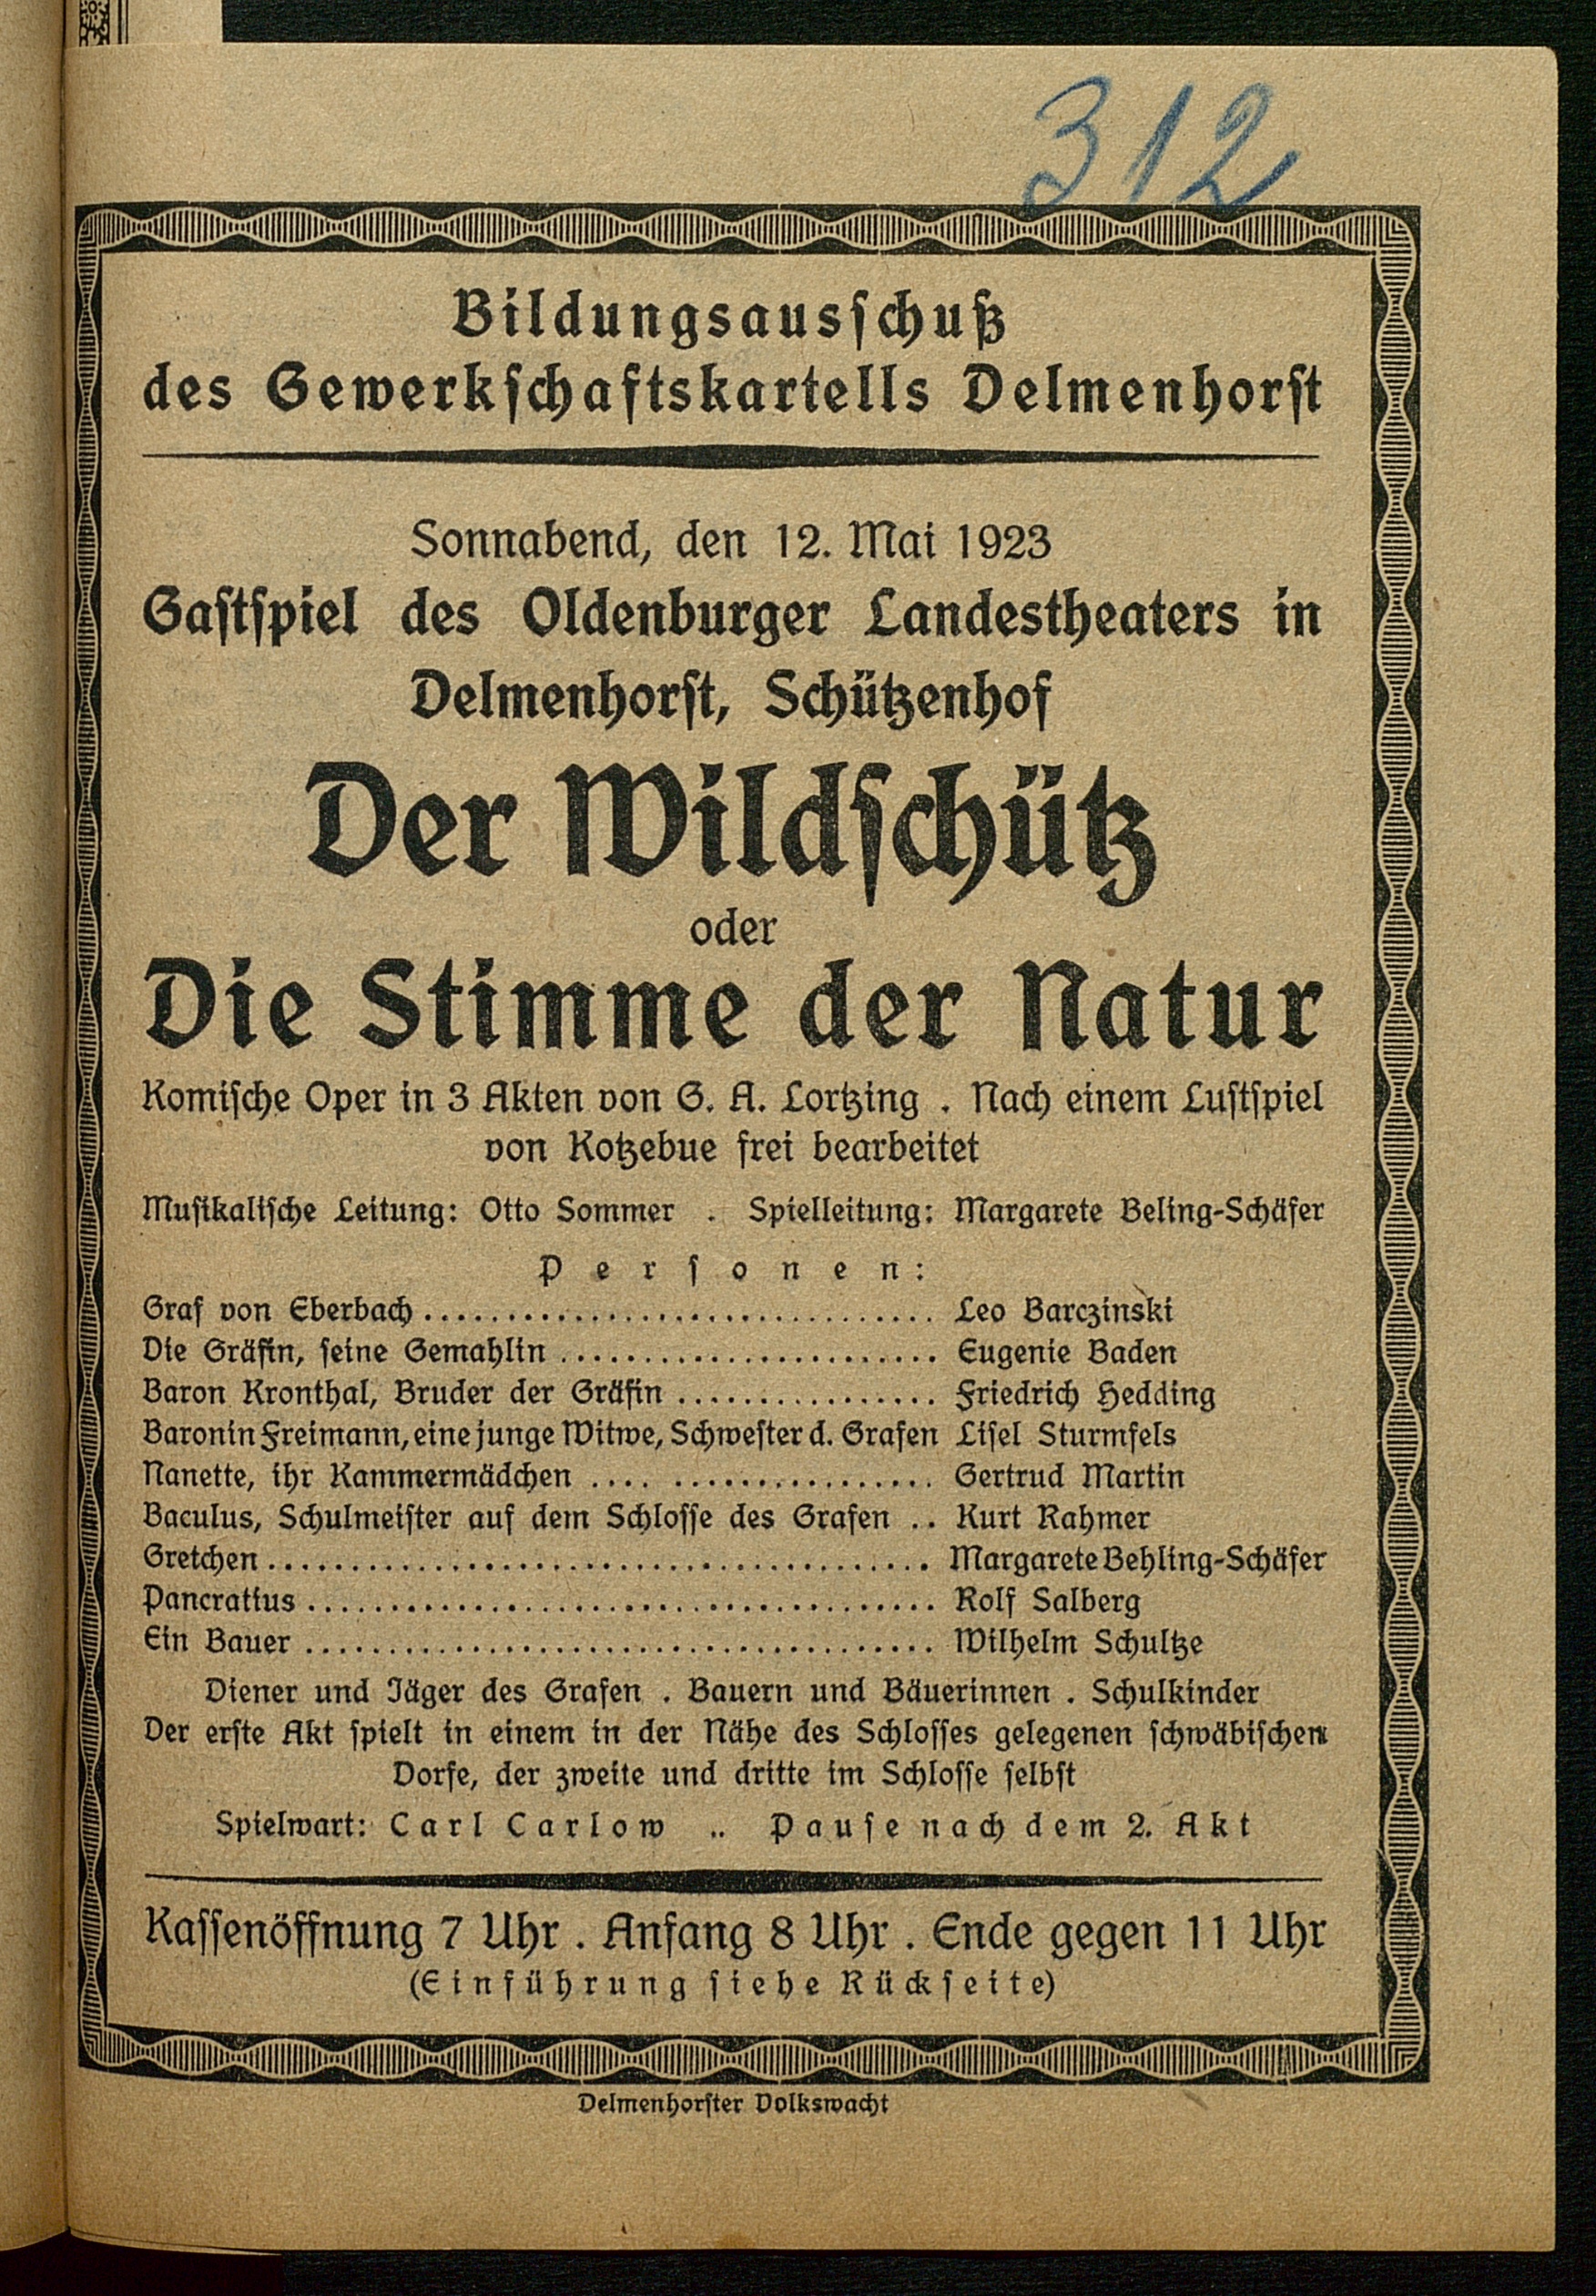 312
Bildungsausschuß
des Gewerkschaftskartells Delmenhorst
Sonnabend, den 12. Mai 1923
Gastspiel des Oldenburger Landestheaters in
Delmenhorst, Schützenhof
Der Wildschütz
oder
Die Stimme der Natur
Komische Oper in 3 Akten von G. A. Lortzing . Nach einem Lustspiel
von Kotzebue frei bearbeitet
Musikalische Leitung: Otto Sommer . Spielleitung: Margarete Beling-Schäfer
Personen:
Graf von Eberbach ................................ Leo Barczinski
Die Gräfin, seine Gemahlin ....................... Eugenie Baden
Baron Kronthal, Bruder der Gräfin ................ Friedrich Hedding
Baronin Freimann, eine junge Witwe, Schwester d. Grafen Lisel Sturmfels
Nanette, ihr Kammermädchen .... ................ Gertrud Martin
Baculus, Schulmeister auf dem Schlosse des Grafen .. Kurt Rahmer
Gretchen ......................................... Margarete Behling-Schäfer
Pancratius ....................................... Rolf Salberg
Ein Bauer ....................................... Wilhelm Schultze
Diener und Jäger des Grafen . Bauern und Bäuerinnen . Schulkinder
Der erste Akt spielt in einem in der Nähe des Schlosses gelegenen schwäbischen
Dorfe, der zweite und dritte im Schlosse selbst
Spielwart: Carl Carlow .. Pause nach dem 2. Akt
Kassenöffnung 7 Uhr . Anfang 8 Uhr . Ende gegen 11 Uhr
(Einführung siehe Rückseite)
Delmenhorster Volkswacht